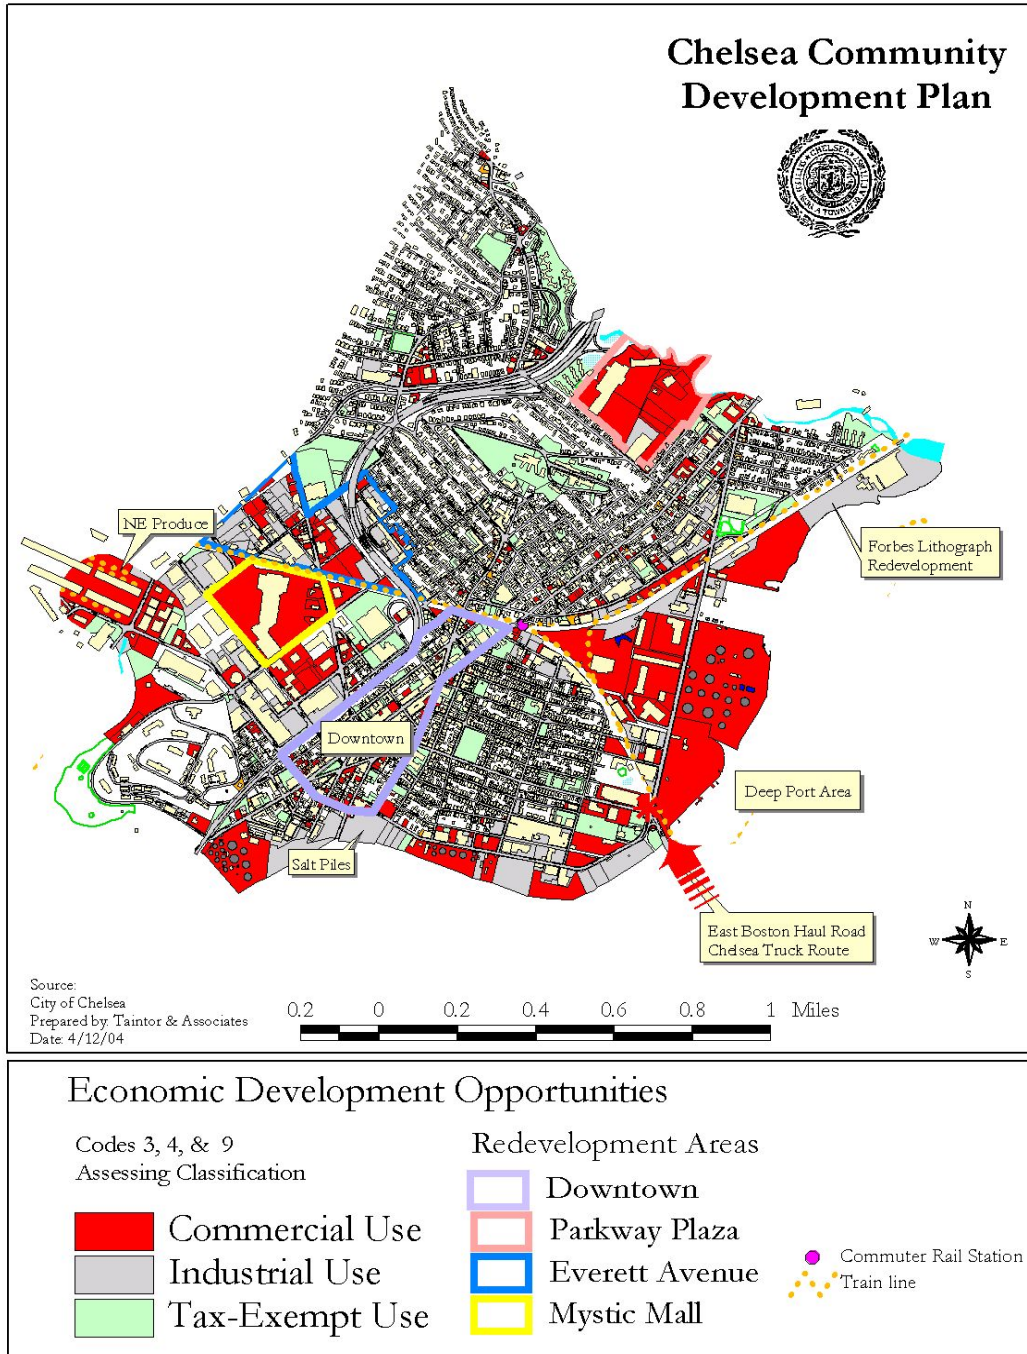 Chelsea Community
Development Plan
CHELSEA
NE Produce
Forbes Lithograph
Redevelopment
Downtown
Deep Port Area
Salt Piles
East Boston Haul Road
Chelsea Truck Route
N
W
E
S
Source:
City of Chelsea
Prepared by: Taintor & Associates
Date: 4/12/04
0.2 0 0.2 0.4 0.6 0.8 1 Miles
Economic Development Opportunities
Codes 3, 4, & 9
Assessing Classification
Commercial Use
Industrial Use
Tax-Exempt Use
Redevelopment Areas
Downtown
Parkway Plaza
Everett Avenue
Mystic Mall
Commuter Rail Station
Train line